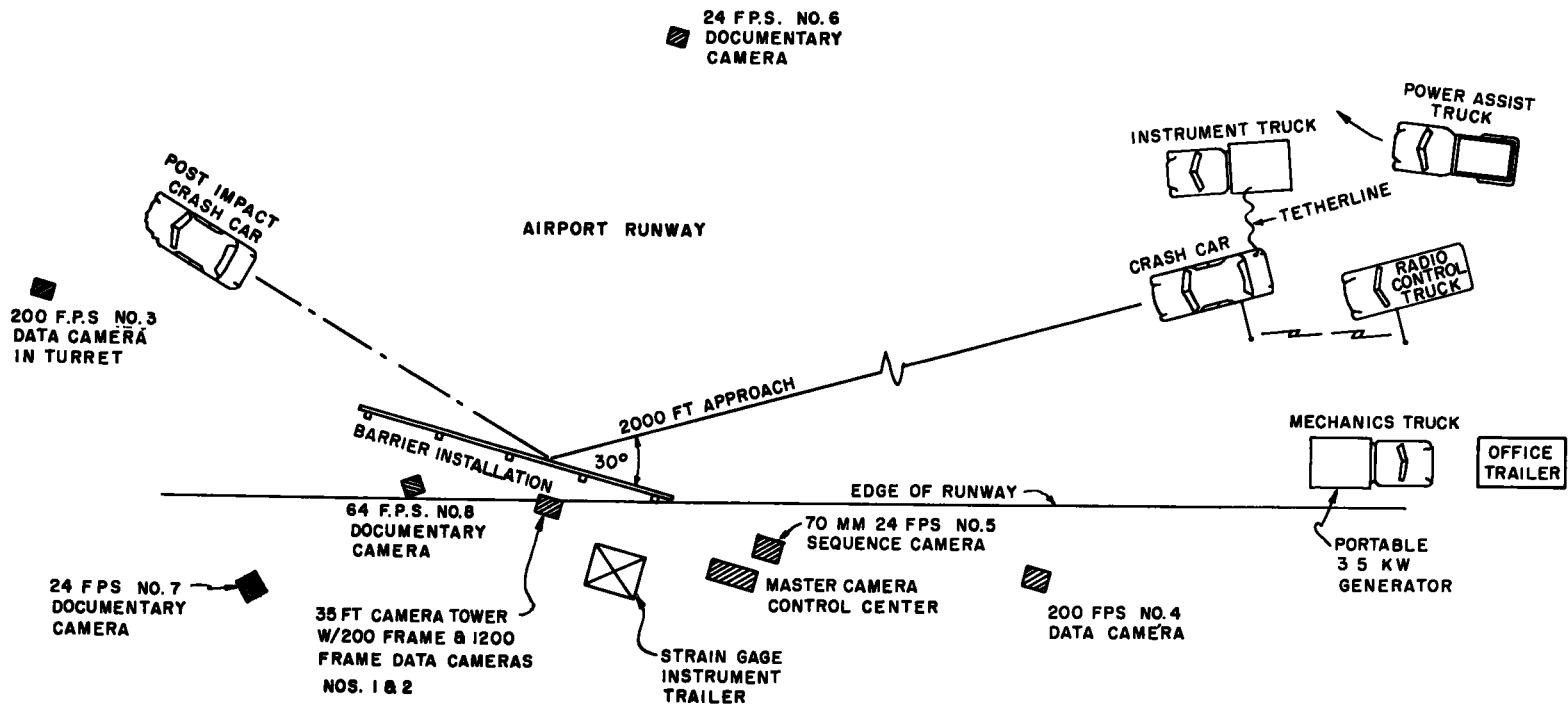 24 F.P.S. NO. 6
DOCUMENTARY
CAMERA
POWER ASSIST
TRUCK
INSTRUMENT TRUCK
TETHERLINE
POST IMPACT
CRASH CAR
AIRPORT RUNWAY
CRASH CAR
RADIO
CONTROL
TRUCK
200 F.P.S NO. 3
DATA CAMERA
IN TURRET
2000 FT APPROACH
30°
BARRIER INSTALLATION
MECHANICS TRUCK
OFFICE
TRAILER
EDGE OF RUNWAY
64 F.P.S. NO.8
DOCUMENTARY
CAMERA
70 MM 24 FPS NO.5
SEQUENCE CAMERA
PORTABLE
3 5 KW
GENERATOR
24 FPS NO. 7
DOCUMENTARY
CAMERA
35 FT CAMERA TOWER
W/200 FRAME & 1200
FRAME DATA CAMERAS
NOS. 1 & 2
MASTER CAMERA
CONTROL CENTER
200 FPS NO. 4
DATA CAMERA
STRAIN GAGE
INSTRUMENT
TRAILER